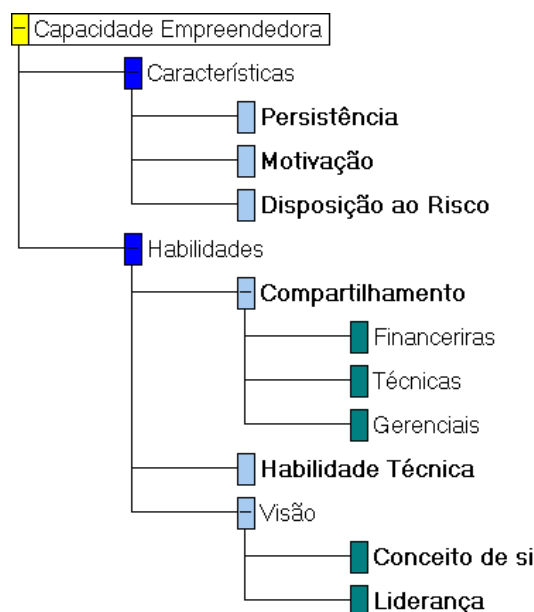 Capacidade Empreendedora
Características
Persistência
Motivação
Disposição ao Risco
Habilidades
Compartilhamento
Financeriras
Técnicas
Gerenciais
Habilidade Técnica
Visão
Conceito de si
Liderança